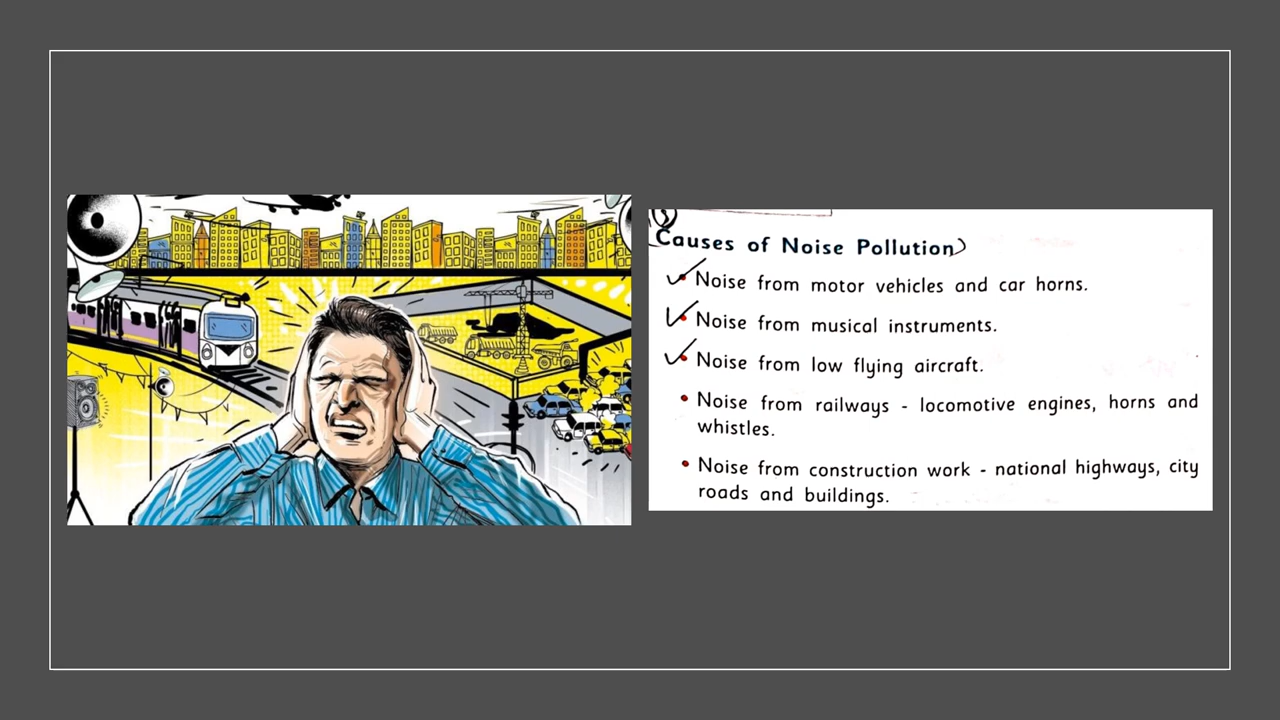 Causes of Noise Pollution)
Noise from motor vehicles and car horns.
Noise from musical instruments.
Noise from low flying aircraft.
• Noise from railways - locomotive engines, horns and
whistles.
• Noise from construction work - national highways, city
roads and buildings.